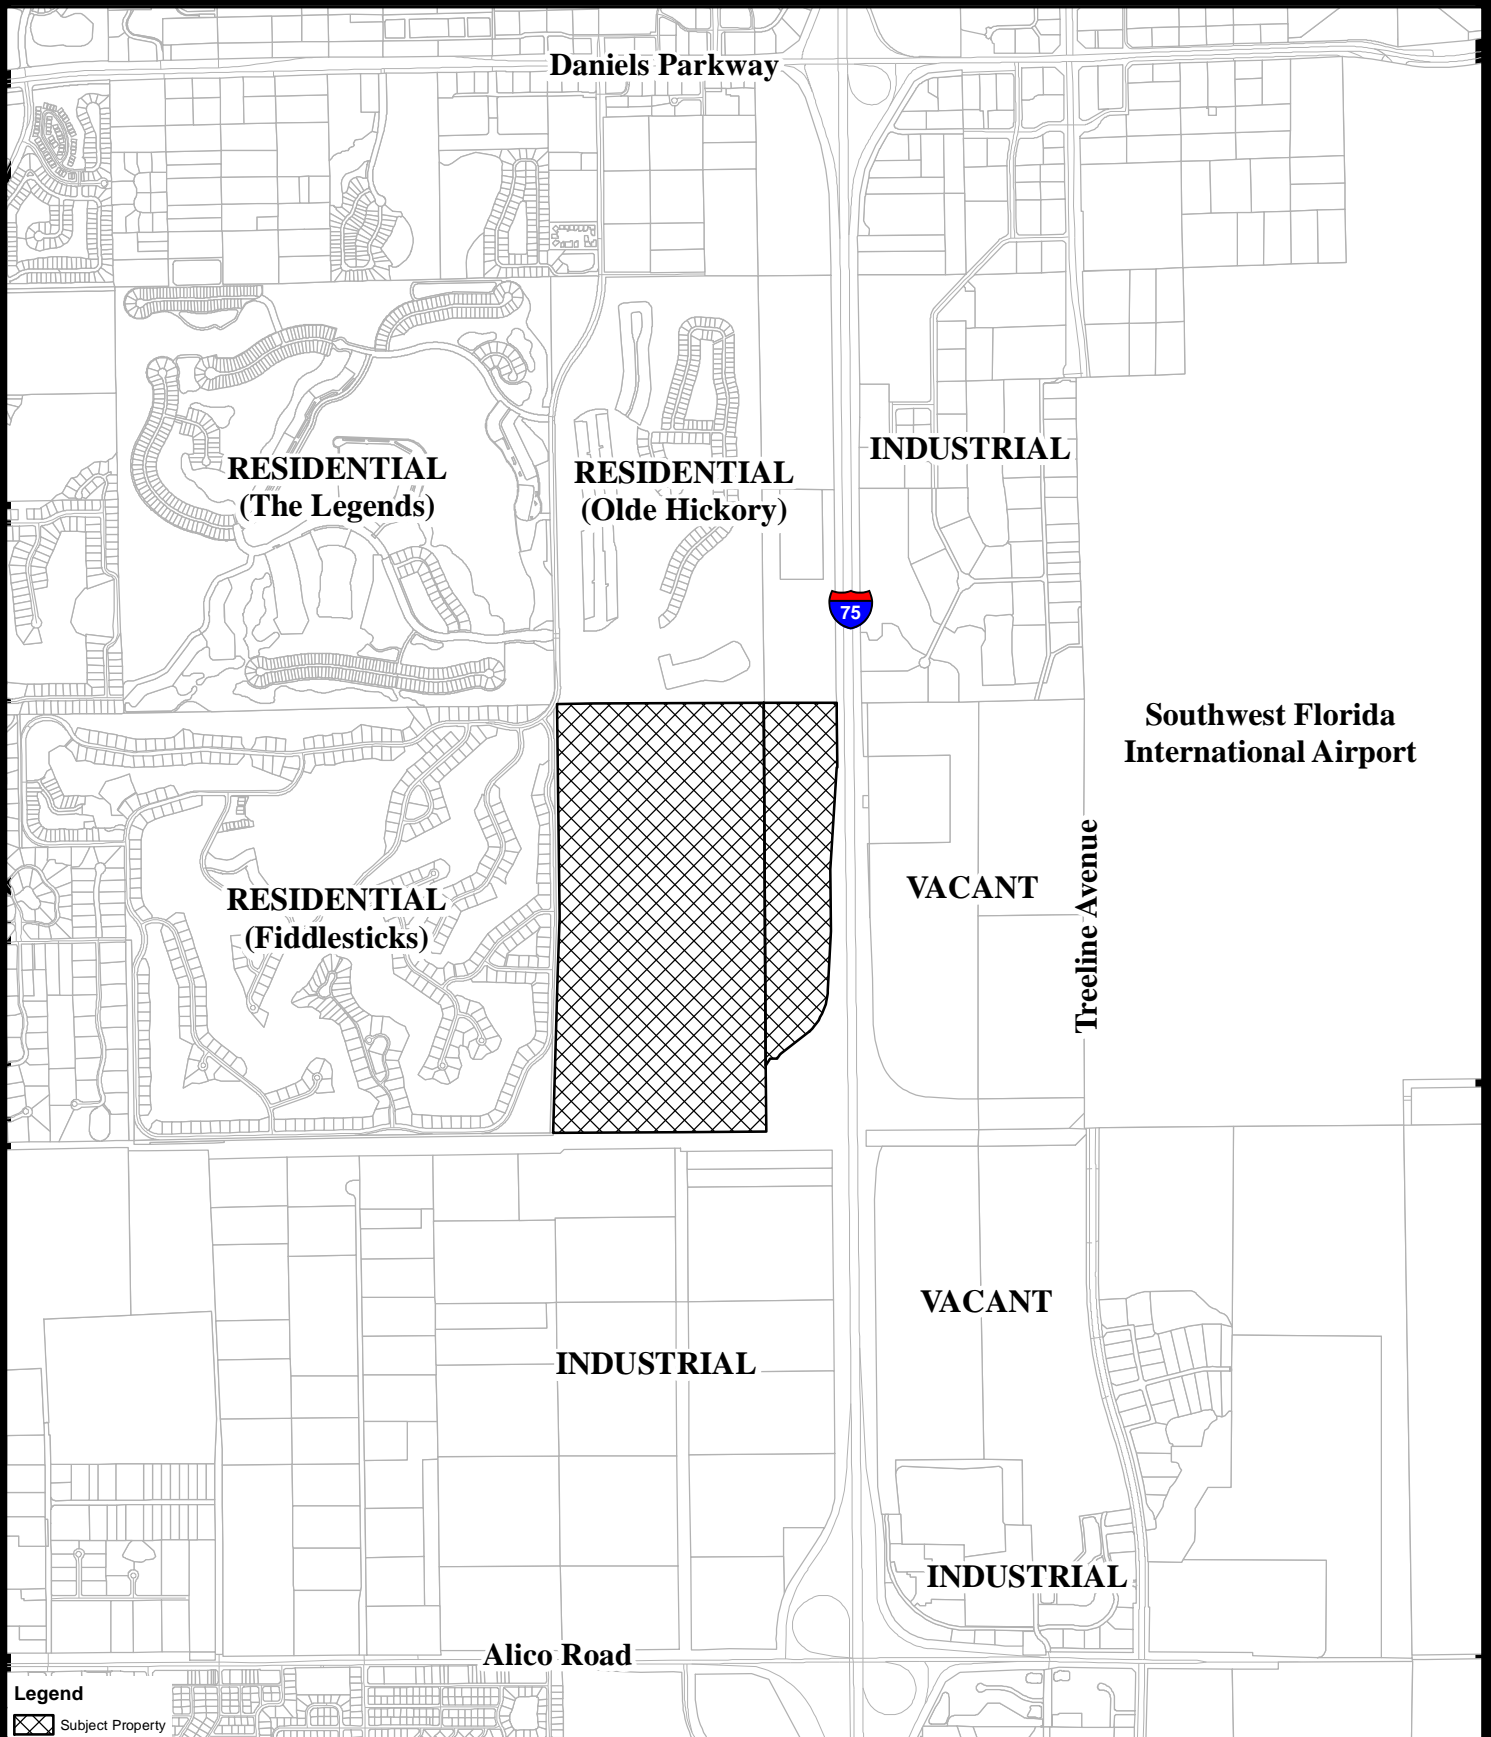 Daniels Parkway
INDUSTRIAL
RESIDENTIAL
(The Legends)
RESIDENTIAL
(Olde Hickory)
75
Southwest Florida
International Airport
Treeline Avenue
VACANT
RESIDENTIAL
(Fiddlesticks)
VACANT
INDUSTRIAL
INDUSTRIAL
Alico Road
Legend
Subject Property